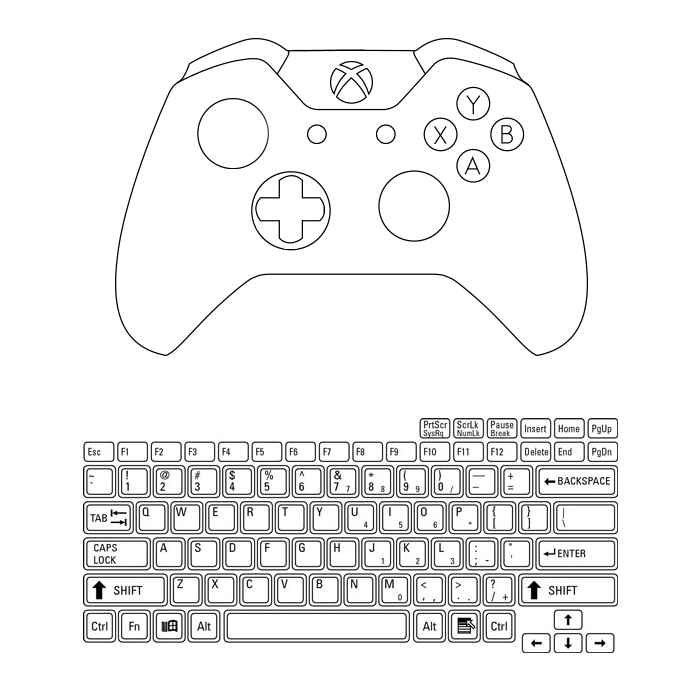 Y
X B
A
PrtScr ScrLk Pause Insert Home PgUp
SysRq NumLk Break
Esc F1 F2 F3 F4 F5 F6 F7 F8 F9 F10 F11 F12 Delete End PgDn
~ ! @ # $ % ^ & * ( ) — +
` 1 2 3 4 5 6 7 7 8 8 9 9 0 / - = BACKSPACE
TAB Q W E R T Y U 4 I 5 O 6 P * { [ } ] | \
CAPS LOCK A S D F G H J 1 K 2 L 3 : ; - " ' ENTER
SHIFT Z X C V B N M 0 < , , > . . ? / + SHIFT
Ctrl Fn Alt Alt Ctrl